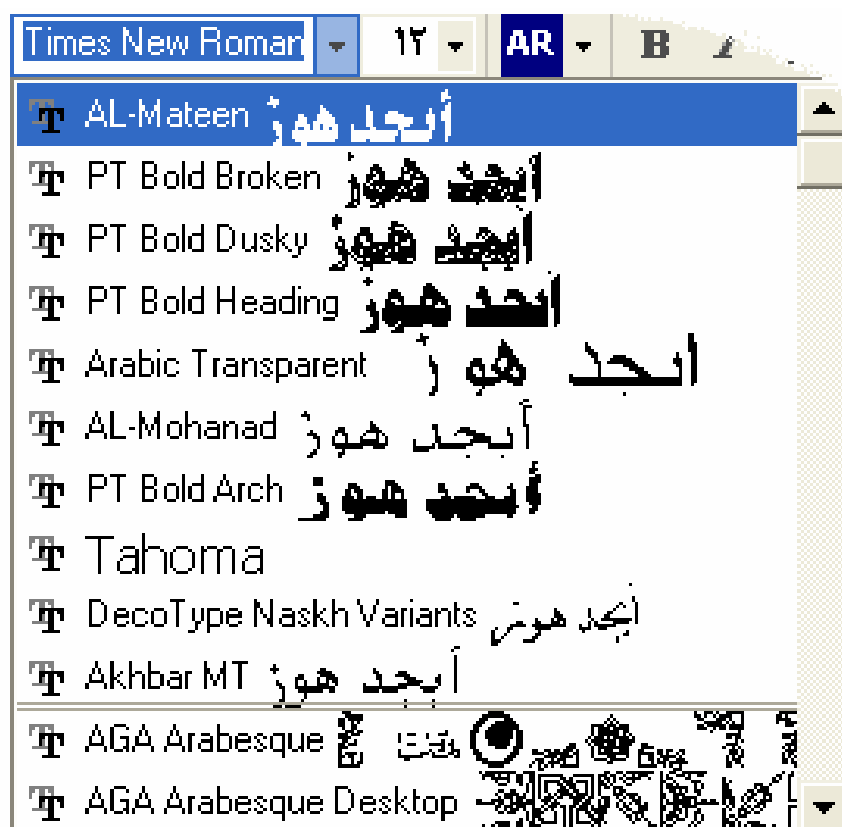 Times New Roman ١٢ AR B I
AL-Mateen أبجد هوز
PT Bold Broken أبجد هوز
PT Bold Dusky أبجد هوز
PT Bold Heading أبجد هوز
Arabic Transparent ابجد هوز
AL-Mohanad أبجد هوز
PT Bold Arch أبجد هوز
Tahoma
DecoType Naskh Variants أبجد هوز
Akhbar MT أبجد هوز
AGA Arabesque
AGA Arabesque Desktop